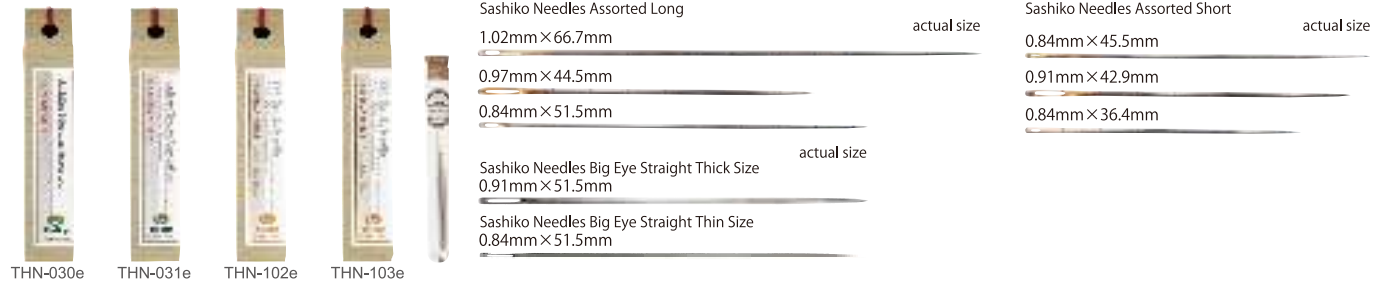 THN-030e
THN-031e
THN-102e
THN-103e
Sashiko Needles Assorted Long
actual size
1.02mm×66.7mm
0.97mm×44.5mm
0.84mm×51.5mm
actual size
Sashiko Needles Big Eye Straight Thick Size
0.91mm×51.5mm
Sashiko Needles Big Eye Straight Thin Size
0.84mm×51.5mm
Sashiko Needles Assorted Short
actual size
0.84mm×45.5mm
0.91mm×42.9mm
0.84mm×36.4mm